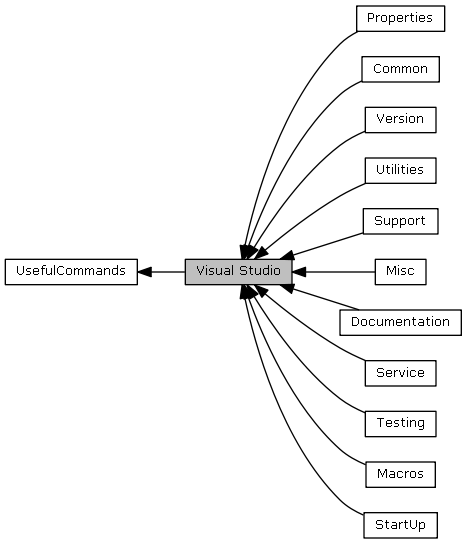 Properties
Common
Version
Utilities
Support
UsefulCommands
Visual Studio
Misc
Documentation
Service
Testing
Macros
StartUp